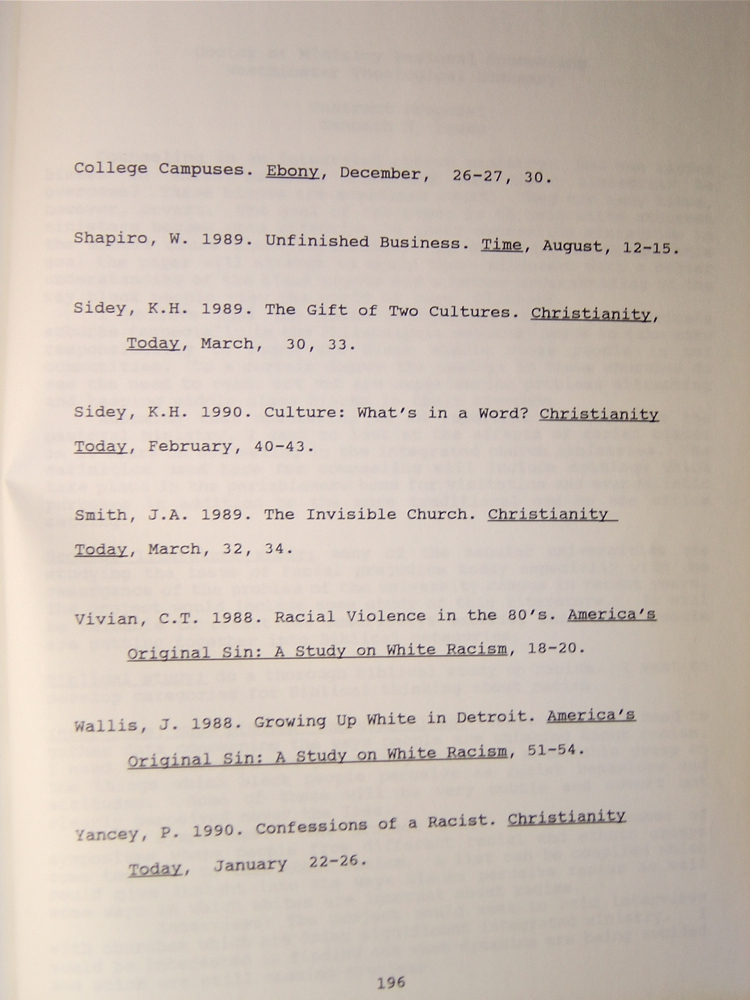 College Campuses. Ebony, December, 26-27, 30.
Shapiro, W. 1989. Unfinished Business. Time, August, 12-15.
Sidey, K.H. 1989. The Gift of Two Cultures. Christianity,
Today, March, 30, 33.
Sidey, K.H. 1990. Culture: What's in a Word? Christianity
Today, February, 40-43.
Smith, J.A. 1989. The Invisible Church. Christianity
Today, March, 32, 34.
Vivian, C.T. 1988. Racial Violence in the 80's. America's
Original Sin: A Study on White Racism, 18-20.
Wallis, J. 1988. Growing Up White in Detroit. America's
Original Sin: A Study on White Racism, 51-54.
Yancey, P. 1990. Confessions of a Racist. Christianity
Today, January 22-26.
196